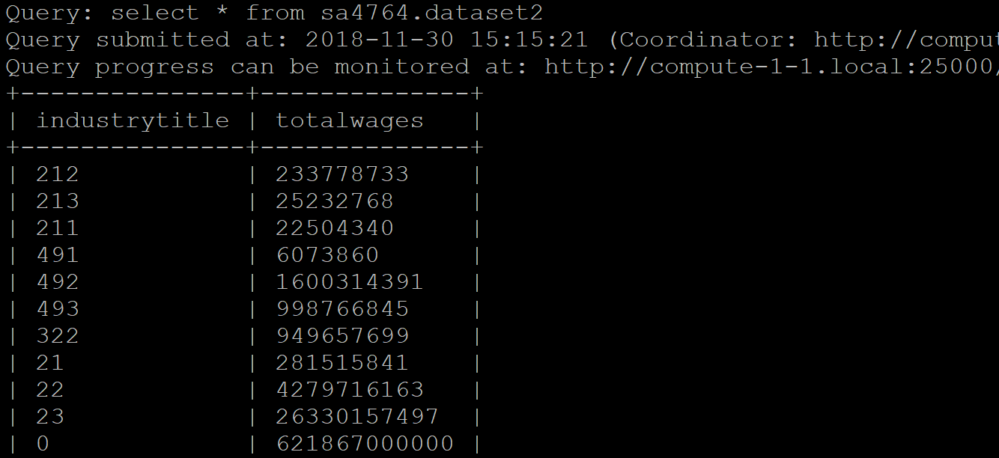 Query: select * from sa4764.dataset2
Query submitted at: 2018-11-30 15:15:21 (Coordinator: http://comput
Query progress can be monitored at: http://compute-1-1.local:25000/
+---------------+--------------+
| industrytitle | totalwages   |
+---------------+--------------+
| 212           | 233778733    |
| 213           | 25232768     |
| 211           | 22504340     |
| 491           | 6073860      |
| 492           | 1600314391   |
| 493           | 998766845    |
| 322           | 949657699    |
| 21            | 281515841    |
| 22            | 4279716163   |
| 23            | 26330157497  |
| 0             | 621867000000 |